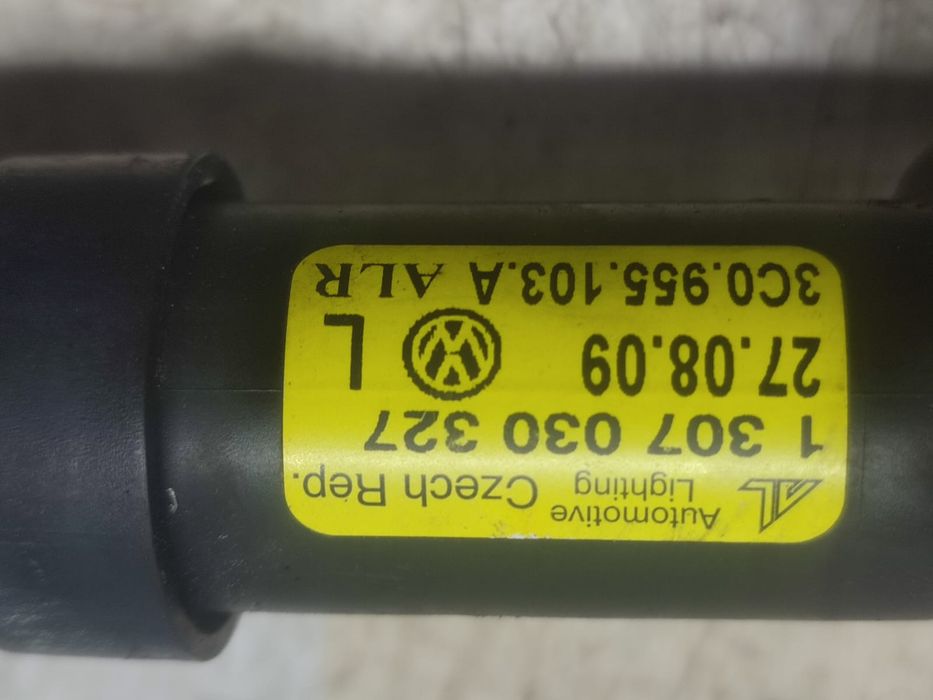 Automotive Lighting Czech Rep.
1 307 030 327
27.08.09 L
3C0.955.103.A ALR